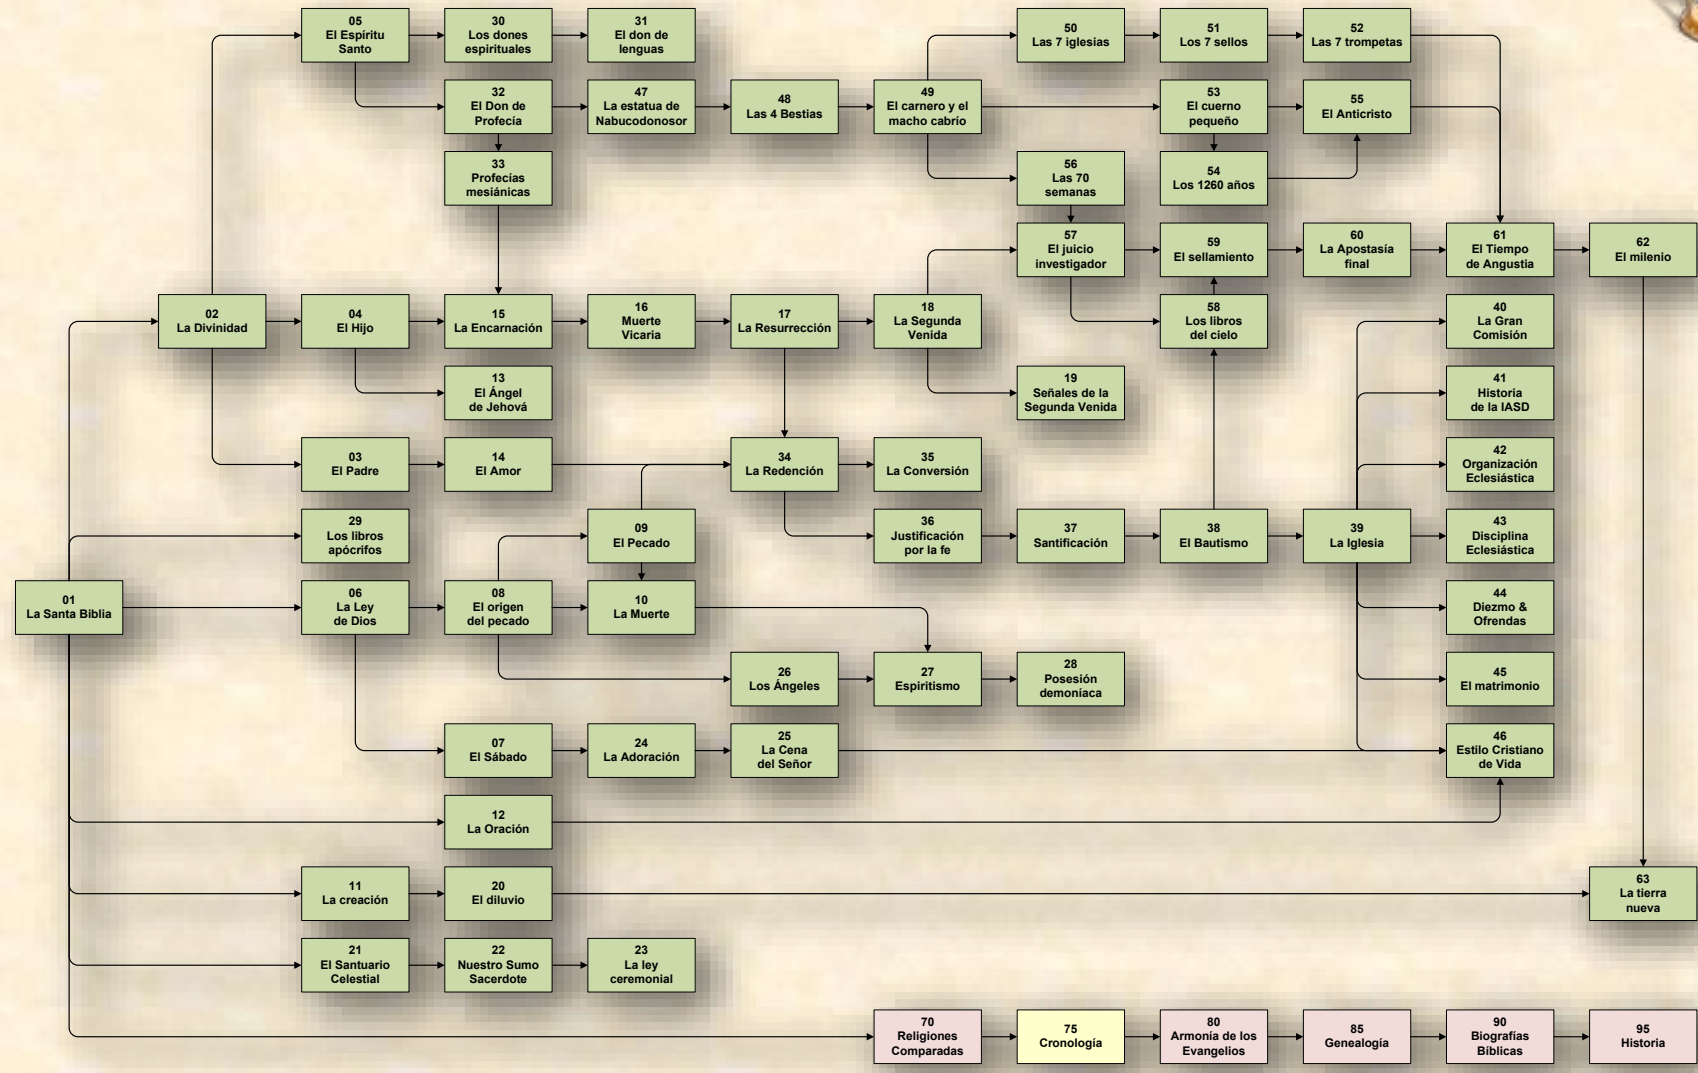 05
El Espíritu
Santo
30
Los dones
espirituales
31
El don de
lenguas
50
Las 7 iglesias
51
Los 7 sellos
52
Las 7 trompetas
32
El Don de
Profecía
47
La estatua de
Nabucodonosor
48
Las 4 Bestias
49
El carnero y el
macho cabrío
53
El cuerno
pequeño
55
El Anticristo
33
Profecías
mesiánicas
56
Las 70
semanas
54
Los 1260 años
57
El juicio
investigador
59
El sellamiento
60
La Apostasía
final
61
El Tiempo
de Angustia
62
El milenio
02
La Divinidad
04
El Hijo
15
La Encarnación
16
Muerte
Vicaria
17
La Resurrección
18
La Segunda
Venida
58
Los libros
del cielo
40
La Gran
Comisión
13
El Ángel
de Jehová
19
Señales de la
Segunda Venida
41
Historia
de la IASD
03
El Padre
14
El Amor
34
La Redención
35
La Conversión
42
Organización
Eclesiástica
29
Los libros
apócrifos
09
El Pecado
36
Justificación
por la fe
37
Santificación
38
El Bautismo
39
La Iglesia
43
Disciplina
Eclesiástica
01
La Santa Biblia
06
La Ley
de Dios
08
El origen
del pecado
10
La Muerte
44
Diezmo &
Ofrendas
26
Los Ángeles
27
Espiritismo
28
Posesión
demoníaca
45
El matrimonio
07
El Sábado
24
La Adoración
25
La Cena
del Señor
46
Estilo Cristiano
de Vida
12
La Oración
11
La creación
20
El diluvio
63
La tierra
nueva
21
El Santuario
Celestial
22
Nuestro Sumo
Sacerdote
23
La ley
ceremonial
70
Religiones
Comparadas
75
Cronología
80
Armonía de los
Evangelios
85
Genealogía
90
Biografías
Bíblicas
95
Historia